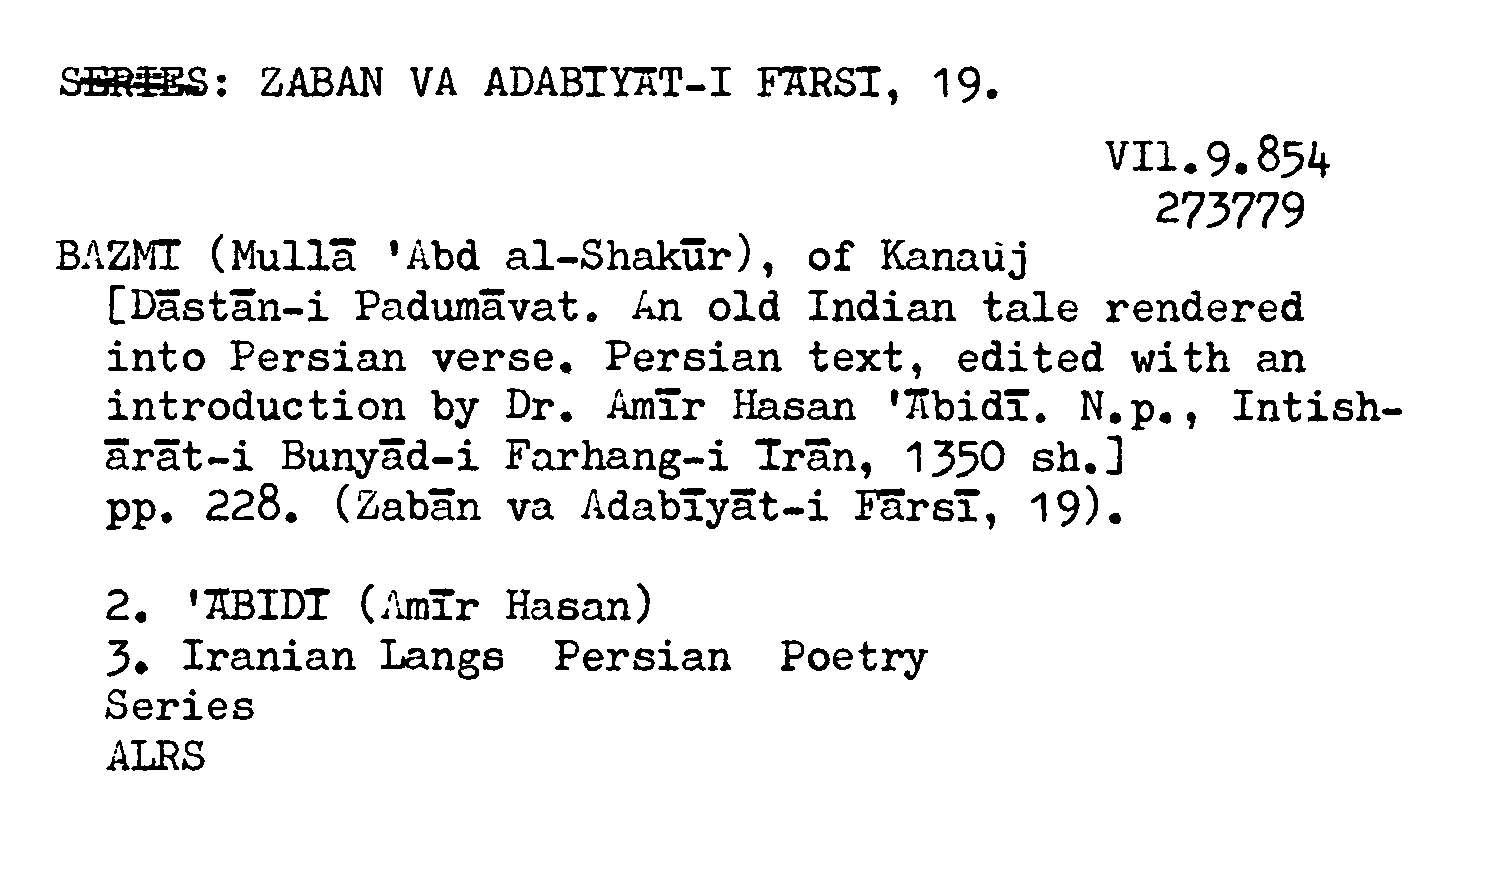 SERIES: ZABAN VA ADABĪYĀT-I FĀRSĪ, 19.
VIl.9.854
273779
BAZMĪ (Mullā 'Abd al-Shakūr), of Kanauj
[Dāstān-i Padumāvat. An old Indian tale rendered
into Persian verse. Persian text, edited with an
introduction by Dr. Amīr Hasan 'Ābidī. N.p., Intish-
ārāt-i Bunyād-i Farhang-i Īrān, 1350 sh.]
pp. 228. (Zabān va Adabīyāt-i Fārsī, 19).
2. 'ĀBIDĪ (Amīr Hasan)
3. Iranian Langs Persian Poetry
Series
ALRS